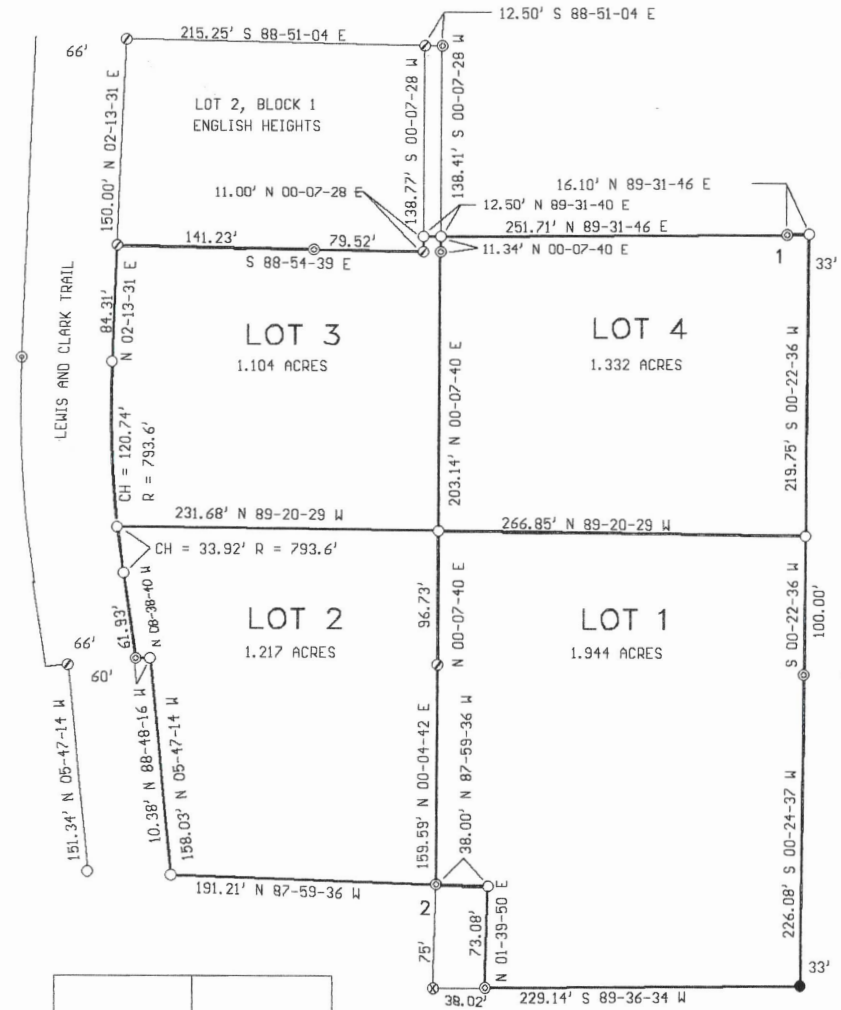 215.25' S 88-51-04 E
12.50' S 88-51-04 E
66'
LOT 2, BLOCK 1
ENGLISH HEIGHTS
150.00' N 02-13-31 E
138.77' S 00-07-28 W
138.41' S 00-07-28 W
11.00' N 00-07-28 E
16.10' N 89-31-46 E
12.50' N 89-31-40 E
251.71' N 89-31-46 E
141.23'
79.52'
S 88-54-39 E
11.34' N 00-07-40 E
1
33'
LEWIS AND CLARK TRAIL
84.31'
N 02-13-31 E
LOT 3
1.104 ACRES
LOT 4
1.332 ACRES
203.14' N 00-07-40 E
219.75' S 00-22-36 W
CH = 120.74'
R = 793.6'
231.68' N 89-20-29 W
266.85' N 89-20-29 W
CH = 33.92' R = 793.6'
61.93'
N 08-38-40 W
LOT 2
1.217 ACRES
96.73'
N 00-07-40 E
LOT 1
1.944 ACRES
S 00-22-36 W
100.00'
66'
60'
151.34' N 05-47-14 W
10.38' N 88-48-16 W
158.03' N 05-47-14 W
159.59' N 00-04-42 E
38.00' N 87-59-36 W
226.08' S 00-24-37 W
191.21' N 87-59-36 W
2
75'
73.08'
N 01-39-50 E
33'
38.02'
229.14' S 89-36-34 W